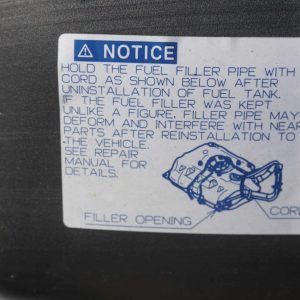 NOTICE
HOLD THE FUEL FILLER PIPE WITH
CORD AS SHOWN BELOW AFTER
UNINSTALLATION OF FUEL TANK.
IF THE FUEL FILLER WAS KEPT
UNLIKE A FIGURE, FILLER PIPE MAY
DEFORM AND INTERFERE WITH NEAR
PARTS AFTER REINSTALLATION TO
THE VEHICLE.
SEE REPAIR
MANUAL FOR
DETAILS.
CORD
FILLER OPENING